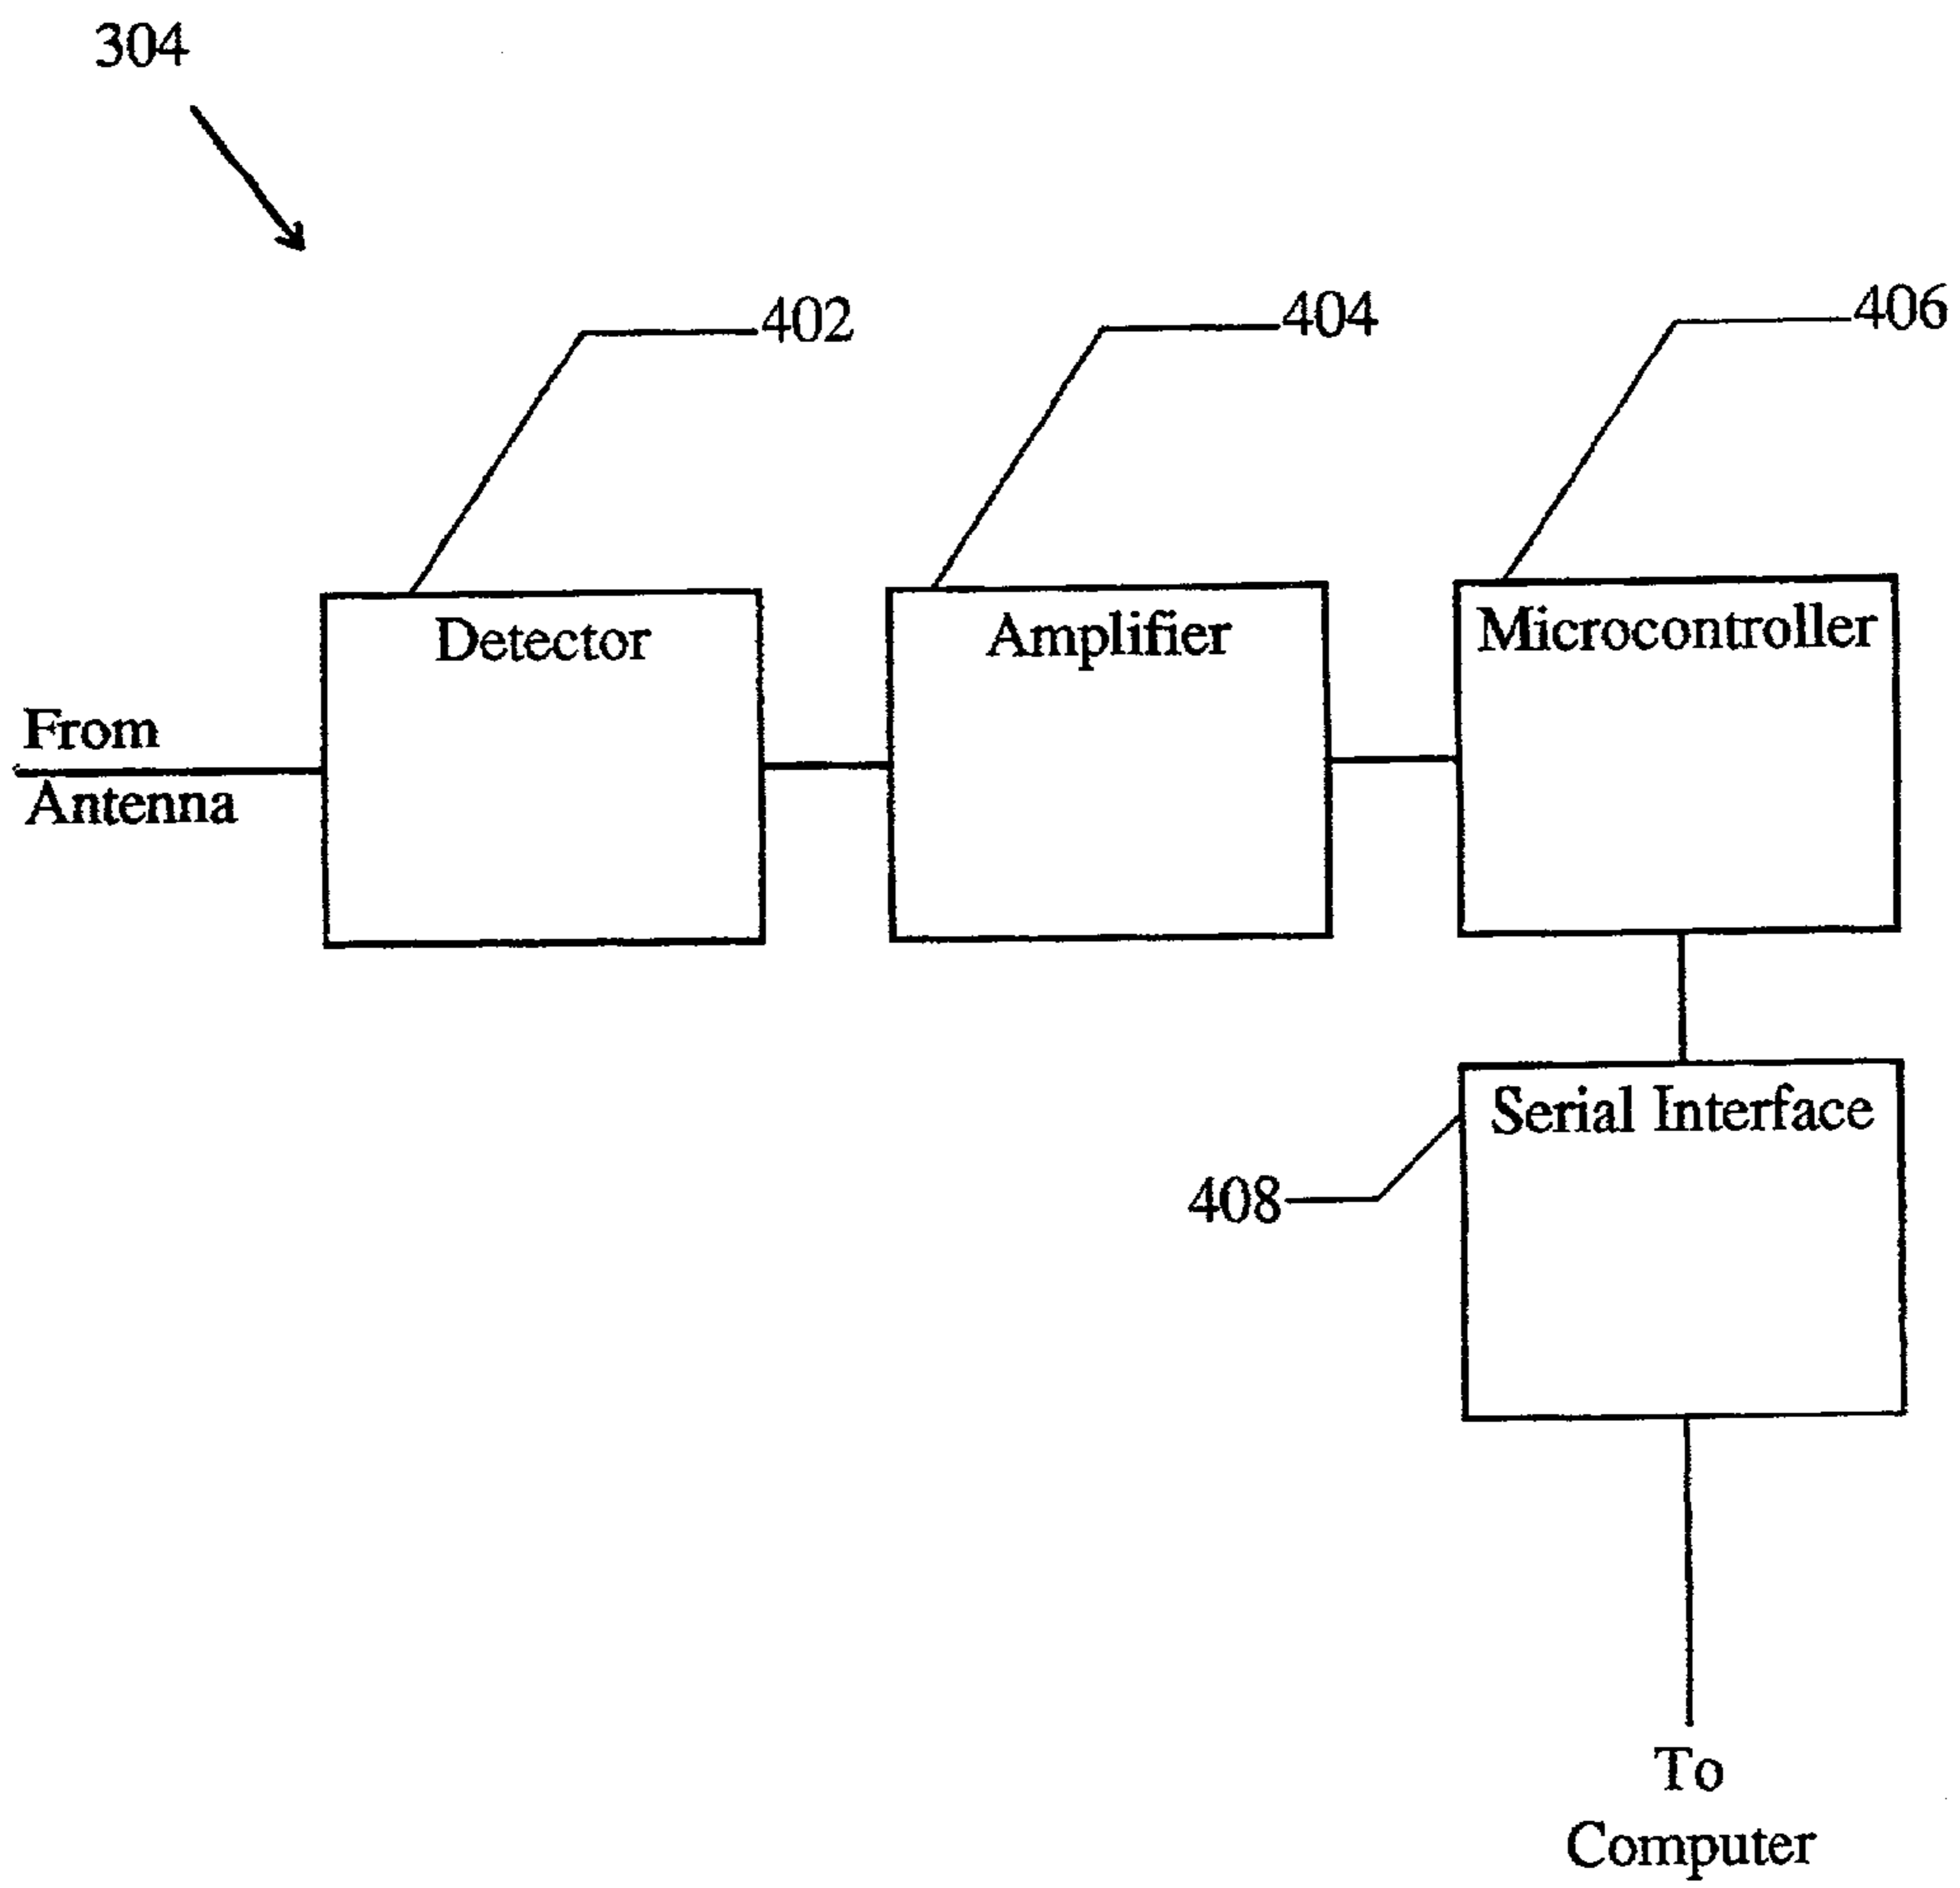 304
402
404
406
Detector
Amplifier
Microcontroller
From
Antenna
Serial Interface
408
To
Computer